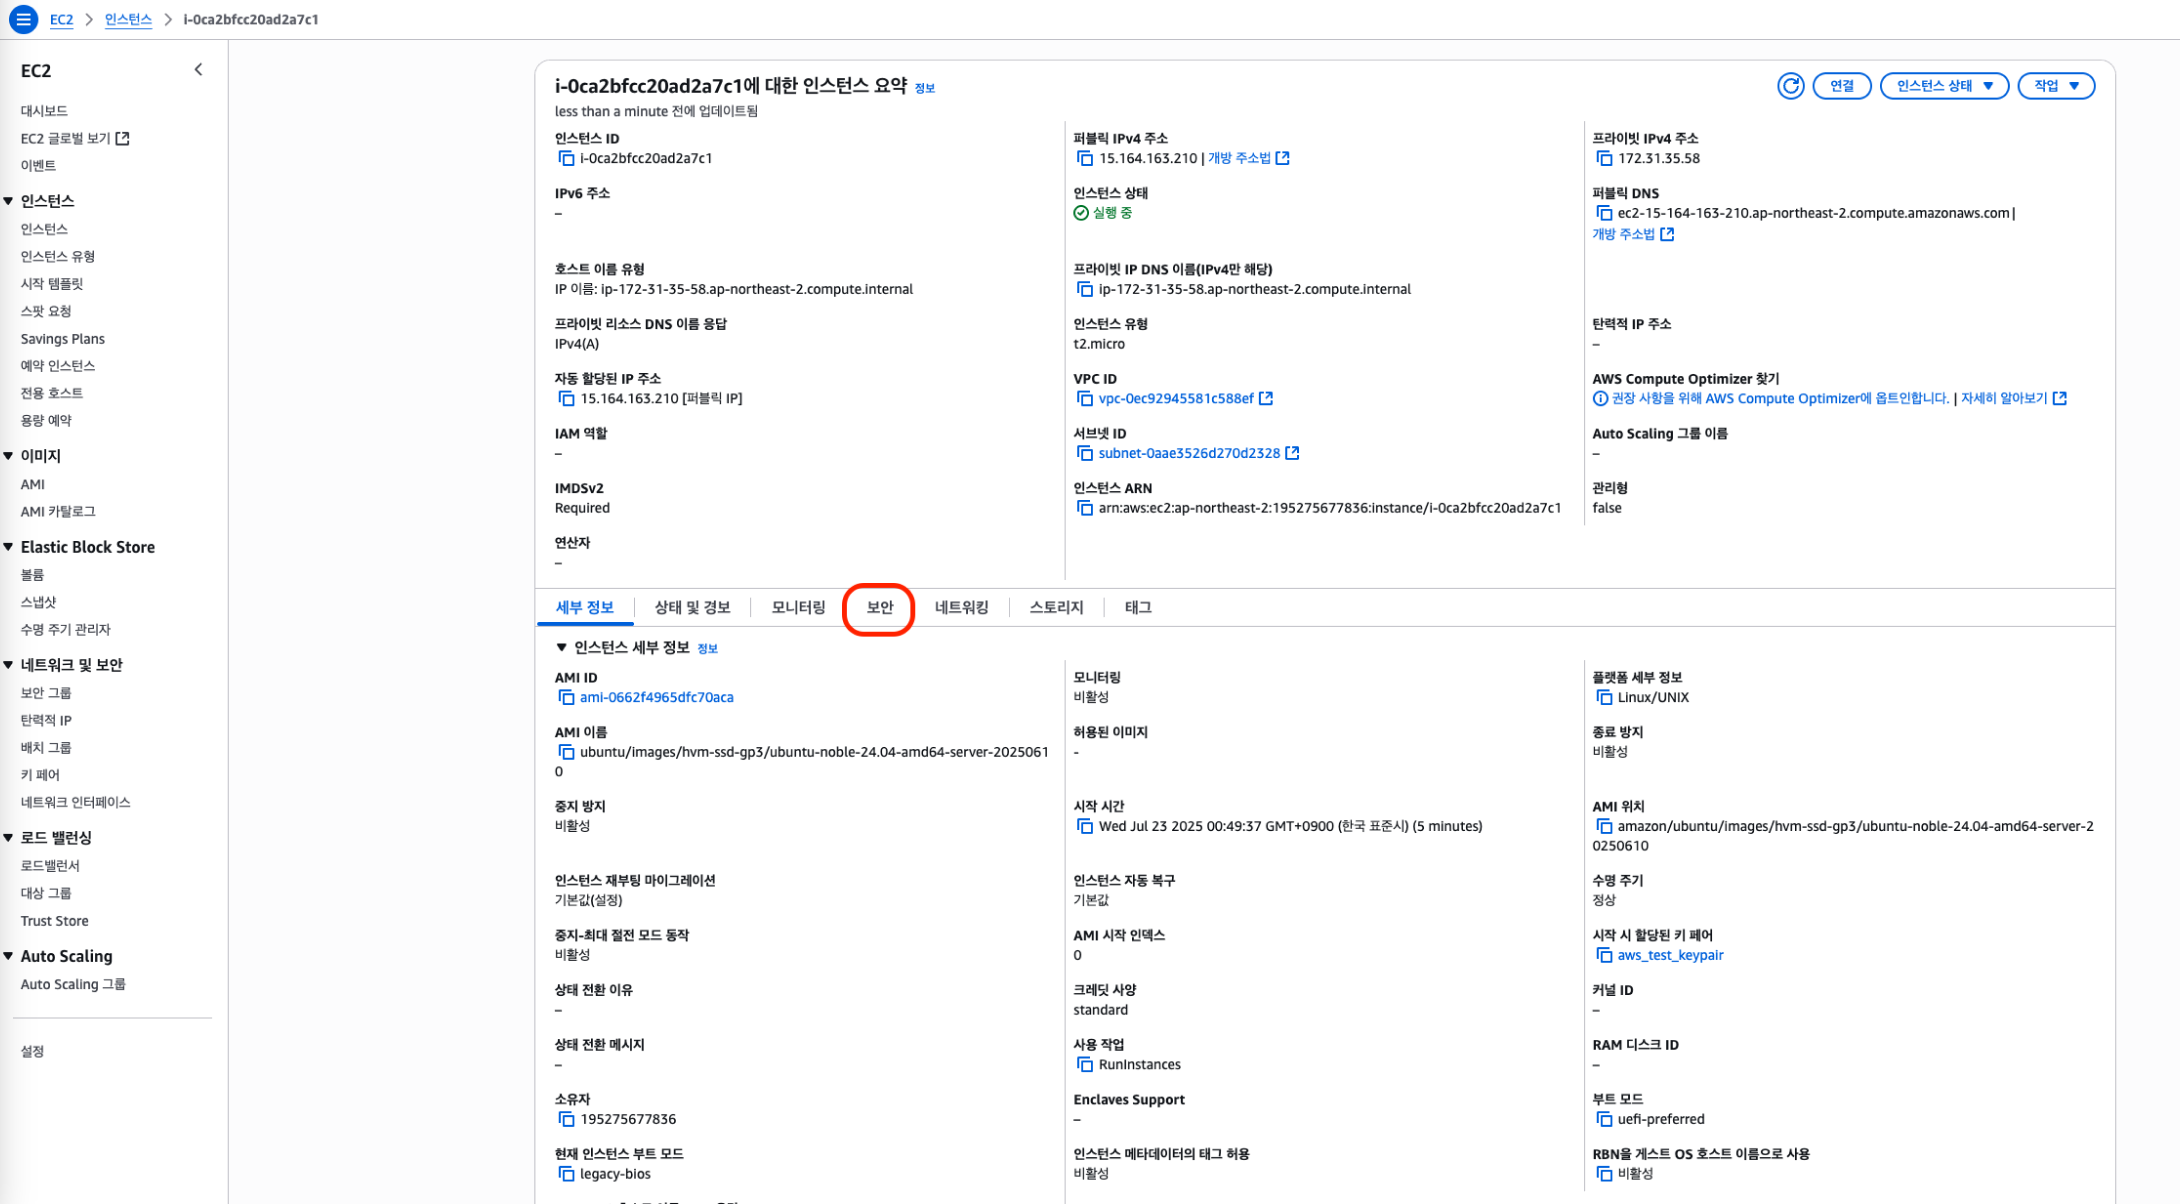 EC2 > 인스턴스 > i-0ca2bfcc20ad2a7c1
EC2
대시보드
EC2 글로벌 보기
이벤트
인스턴스
인스턴스
인스턴스 유형
시작 템플릿
스팟 요청
Savings Plans
예약 인스턴스
전용 호스트
용량 예약
이미지
AMI
AMI 카탈로그
Elastic Block Store
볼륨
스냅샷
수명 주기 관리자
네트워크 및 보안
보안 그룹
탄력적 IP
배치 그룹
키 페어
네트워크 인터페이스
로드 밸런싱
로드밸런서
대상 그룹
Trust Store
Auto Scaling
Auto Scaling 그룹
설정
i-0ca2bfcc20ad2a7c1에 대한 인스턴스 요약 정보
less than a minute 전에 업데이트됨
연결
인스턴스 상태
작업
인스턴스 ID
i-0ca2bfcc20ad2a7c1
퍼블릭 IPv4 주소
15.164.163.210 | 개방 주소법
프라이빗 IPv4 주소
172.31.35.58
IPv6 주소
–
인스턴스 상태
실행 중
퍼블릭 DNS
ec2-15-164-163-210.ap-northeast-2.compute.amazonaws.com |
개방 주소법
호스트 이름 유형
IP 이름: ip-172-31-35-58.ap-northeast-2.compute.internal
프라이빗 IP DNS 이름(IPv4만 해당)
ip-172-31-35-58.ap-northeast-2.compute.internal
프라이빗 리소스 DNS 이름 응답
IPv4(A)
인스턴스 유형
t2.micro
탄력적 IP 주소
–
자동 할당된 IP 주소
15.164.163.210 [퍼블릭 IP]
VPC ID
vpc-0ec92945581c588ef
AWS Compute Optimizer 찾기
권장 사항을 위해 AWS Compute Optimizer에 옵트인합니다. | 자세히 알아보기
IAM 역할
–
서브넷 ID
subnet-0aae3526d270d2328
Auto Scaling 그룹 이름
–
IMDSv2
Required
인스턴스 ARN
arn:aws:ec2:ap-northeast-2:195275677836:instance/i-0ca2bfcc20ad2a7c1
관리형
false
연산자
–
세부 정보
상태 및 경보
모니터링
보안
네트워킹
스토리지
태그
인스턴스 세부 정보 정보
AMI ID
ami-0662f4965dfc70aca
모니터링
비활성
플랫폼 세부 정보
Linux/UNIX
AMI 이름
ubuntu/images/hvm-ssd-gp3/ubuntu-noble-24.04-amd64-server-2025061
0
허용된 이미지
-
종료 방지
비활성
중지 방지
비활성
시작 시간
Wed Jul 23 2025 00:49:37 GMT+0900 (한국 표준시) (5 minutes)
AMI 위치
amazon/ubuntu/images/hvm-ssd-gp3/ubuntu-noble-24.04-amd64-server-2
0250610
인스턴스 재부팅 마이그레이션
기본값(설정)
인스턴스 자동 복구
기본값
수명 주기
정상
중지-최대 절전 모드 동작
비활성
AMI 시작 인덱스
0
시작 시 할당된 키 페어
aws_test_keypair
상태 전환 이유
–
크레딧 사양
standard
커널 ID
–
상태 전환 메시지
–
사용 작업
RunInstances
RAM 디스크 ID
–
소유자
195275677836
Enclaves Support
–
부트 모드
uefi-preferred
현재 인스턴스 부트 모드
legacy-bios
인스턴스 메타데이터의 태그 허용
비활성
RBN을 게스트 OS 호스트 이름으로 사용
비활성